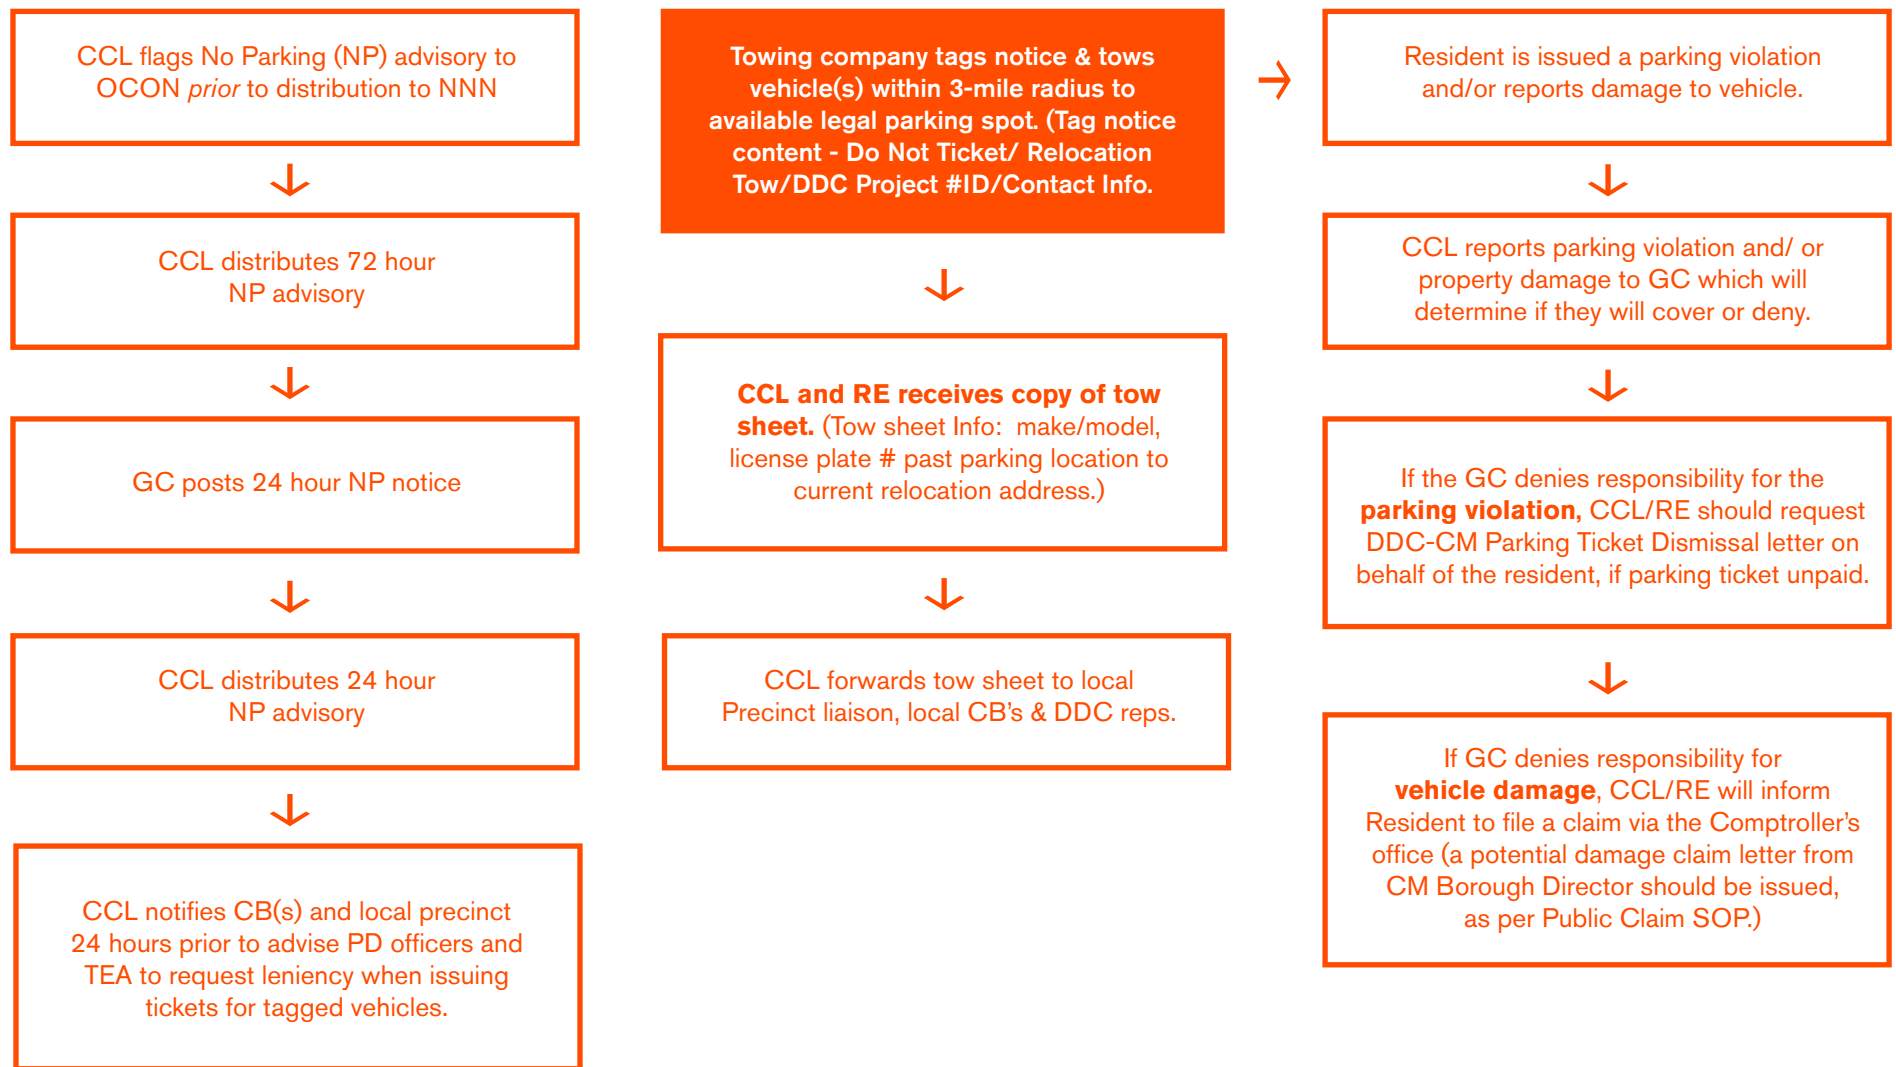 CCL flags No Parking (NP) advisory to
OCON prior to distribution to NNN
CCL distributes 72 hour
NP advisory
GC posts 24 hour NP notice
CCL distributes 24 hour
NP advisory
CCL notifies CB(s) and local precinct
24 hours prior to advise PD officers and
TEA to request leniency when issuing
tickets for tagged vehicles.
Towing company tags notice & tows
vehicle(s) within 3-mile radius to
available legal parking spot. (Tag notice
content - Do Not Ticket/ Relocation
Tow/DDC Project #ID/Contact Info.
CCL and RE receives copy of tow
sheet. (Tow sheet Info: make/model,
license plate # past parking location to
current relocation address.)
CCL forwards tow sheet to local
Precinct liaison, local CB's & DDC reps.
Resident is issued a parking violation
and/or reports damage to vehicle.
CCL reports parking violation and/ or
property damage to GC which will
determine if they will cover or deny.
If the GC denies responsibility for the
parking violation, CCL/RE should request
DDC-CM Parking Ticket Dismissal letter on
behalf of the resident, if parking ticket unpaid.
If GC denies responsibility for
vehicle damage, CCL/RE will inform
Resident to file a claim via the Comptroller's
office (a potential damage claim letter from
CM Borough Director should be issued,
as per Public Claim SOP.)